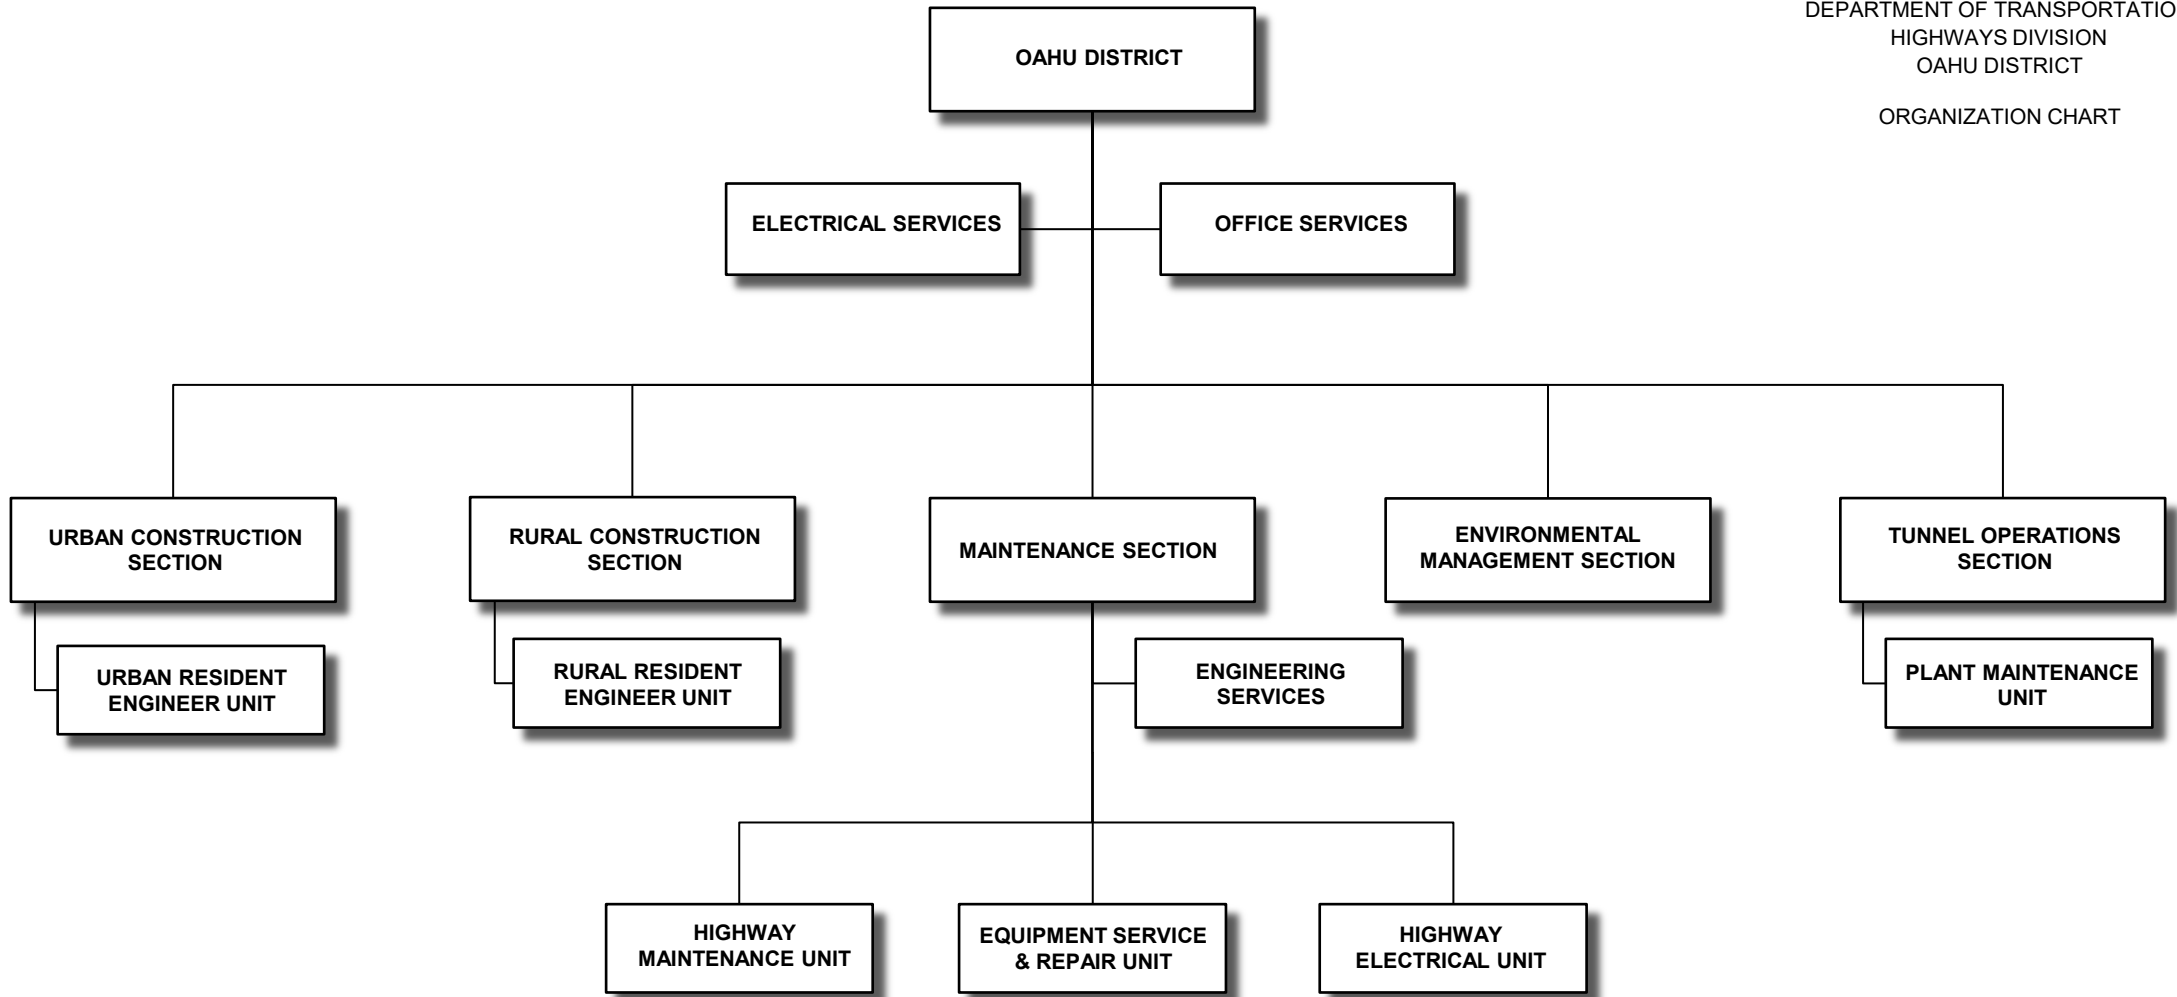 DEPARTMENT OF TRANSPORTATIO
HIGHWAYS DIVISION
OAHU DISTRICT
ORGANIZATION CHART
OAHU DISTRICT
ELECTRICAL SERVICES
OFFICE SERVICES
URBAN CONSTRUCTION
SECTION
RURAL CONSTRUCTION
SECTION
MAINTENANCE SECTION
ENVIRONMENTAL
MANAGEMENT SECTION
TUNNEL OPERATIONS
SECTION
URBAN RESIDENT
ENGINEER UNIT
RURAL RESIDENT
ENGINEER UNIT
ENGINEERING
SERVICES
PLANT MAINTENANCE
UNIT
HIGHWAY
MAINTENANCE UNIT
EQUIPMENT SERVICE
& REPAIR UNIT
HIGHWAY
ELECTRICAL UNIT